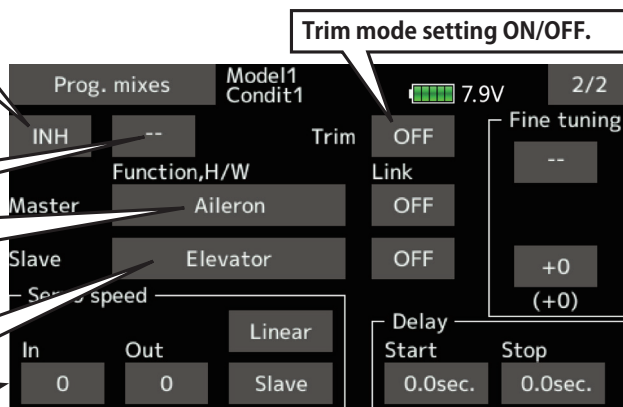 Trim mode setting ON/OFF.
Prog. mixes
Model1
Condit1
7.9V
2/2
INH
--
Trim
OFF
Fine tuning
--
Function,H/W
Link
Master
Aileron
OFF
Slave
Elevator
OFF
+0
(+0)
Servo speed
Linear
Delay
In
Out
Start
Stop
0
0
Slave
0.0sec.
0.0sec.